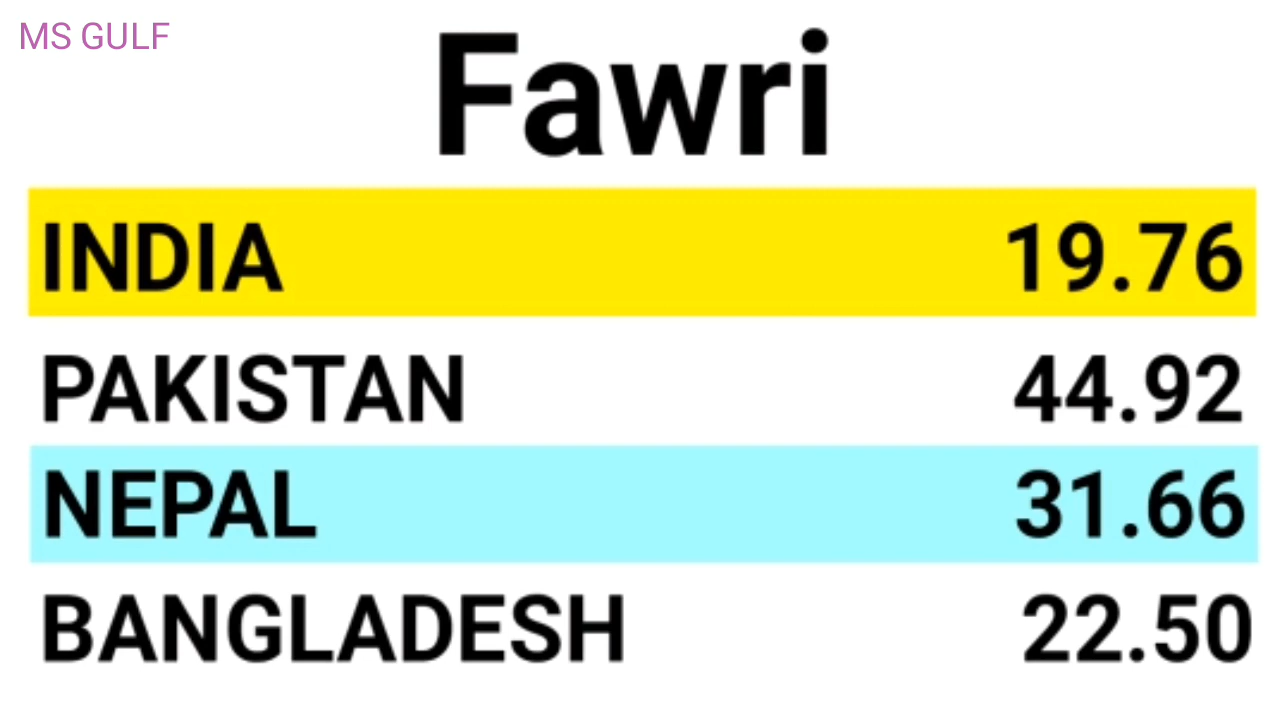 MS GULF
Fawri
INDIA 19.76
PAKISTAN 44.92
NEPAL 31.66
BANGLADESH 22.50